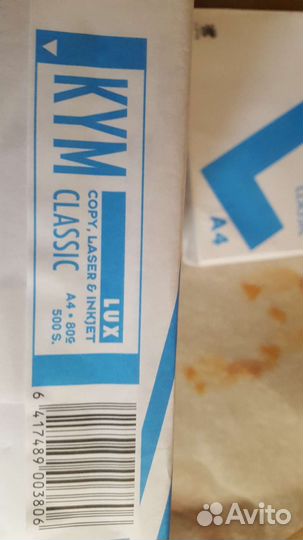 KYM
LUX
COPY, LASER & INKJET
CLASSIC
A4 • 80G
500 S.
6 417489 003806
A4
Avito